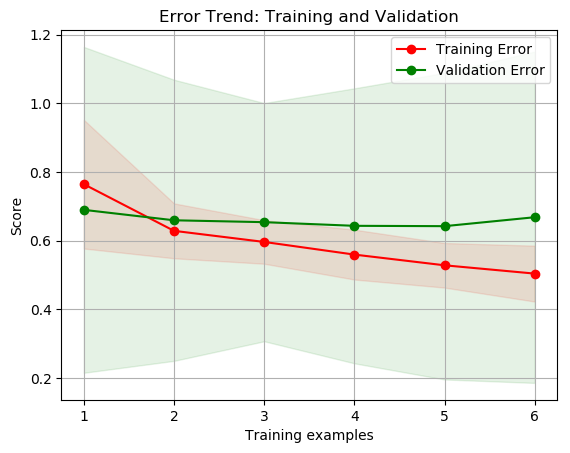 Error Trend: Training and Validation
Training Error
Validation Error
Score
1.2
1.0
0.8
0.6
0.4
0.2
1 2 3 4 5 6
Training examples